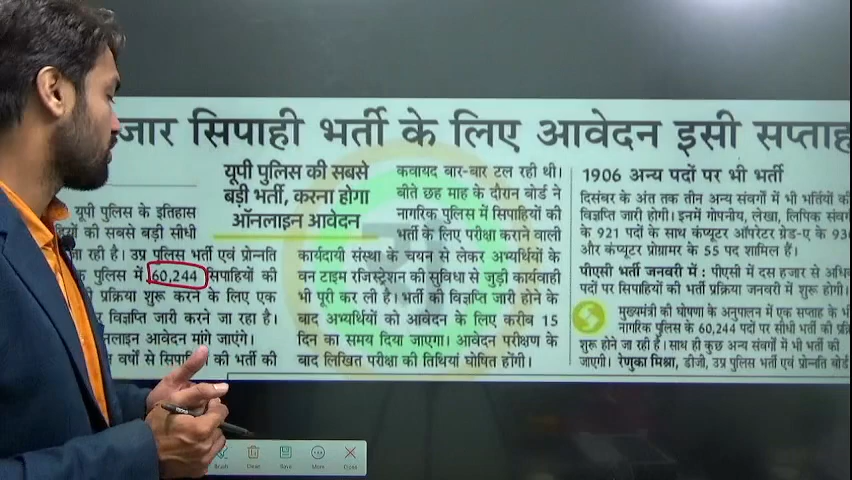 हजार सिपाही भर्ती के लिए आवेदन इसी सप्ताह
यूपी पुलिस के इतिहास
की सबसे बड़ी सीधी
जा रही है। उप्र पुलिस भर्ती एवं प्रोन्नति
पुलिस में 60,244 सिपाहियों की
प्रक्रिया शुरू करने के लिए एक
विज्ञप्ति जारी करने जा रहा है।
आवेदन मांगे जाएंगे।
वर्षों से सिपाही की भर्ती की
यूपी पुलिस की सबसे
बड़ी भर्ती, करना होगा
ऑनलाइन आवेदन
कवायद बार-बार टल रही थी।
बीते छह माह के दौरान बोर्ड ने
नागरिक पुलिस में सिपाहियों की
भर्ती के लिए परीक्षा कराने वाली
कार्यदायी संस्था के चयन से लेकर अभ्यर्थियों के
वन टाइम रजिस्ट्रेशन की सुविधा से जुड़ी कार्यवाही
भी पूरी कर ली है। भर्ती की विज्ञप्ति जारी होने के
बाद अभ्यर्थियों को आवेदन के लिए करीब 15
दिन का समय दिया जाएगा। आवेदन परीक्षण के
बाद लिखित परीक्षा की तिथियां घोषित होंगी।
1906 अन्य पदों पर भी भर्ती
दिसंबर के अंत तक तीन अन्य संवर्गों में भी भर्तियों की
विज्ञप्ति जारी होगी। इनमें गोपनीय, लेखा, लिपिक संवर्ग
के 921 पदों के साथ कंप्यूटर ऑपरेटर ग्रेड-ए के
और कंप्यूटर प्रोग्रामर के 55 पद शामिल हैं।
पीएसी भर्ती जनवरी में : पीएसी में दस हजार से अधिक
पदों पर सिपाहियों की भर्ती प्रक्रिया जनवरी में शुरू होगी।
मुख्यमंत्री की घोषणा के अनुपालन में एक सप्ताह के
नागरिक पुलिस के 60,244 पदों पर सीधी भर्ती की
शुरू होने जा रही है। साथ ही कुछ अन्य संवर्गों में भी भर्ती की
जाएगी। रेणुका मिश्रा, डीजी, उप्र पुलिस भर्ती एवं प्रोन्नति बोर्ड
Brush Clear Save More Close